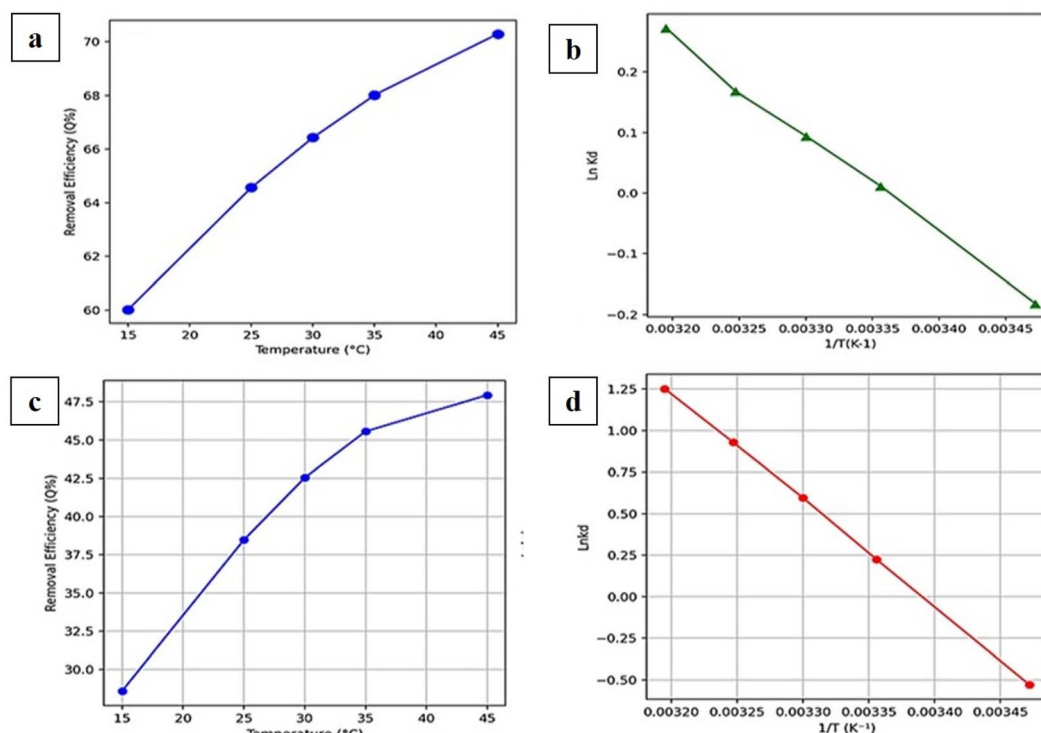 a
Removal Efficiency (Q%)
70
68
66
64
62
60
15 20 25 30 35 40 45
Temperature (°C)
b
Ln Kd
0.2
0.1
0.0
−0.1
−0.2
0.00320 0.00325 0.00330 0.00335 0.00340 0.00345
1/T(K-1)
c
Removal Efficiency (Q%)
47.5
45.0
42.5
40.0
37.5
35.0
32.5
30.0
15 20 25 30 35 40 45
Temperature (°C)
d
Lnkd
1.25
1.00
0.75
0.50
0.25
0.00
−0.25
−0.50
0.00320 0.00325 0.00330 0.00335 0.00340 0.00345
1/T (K⁻¹)